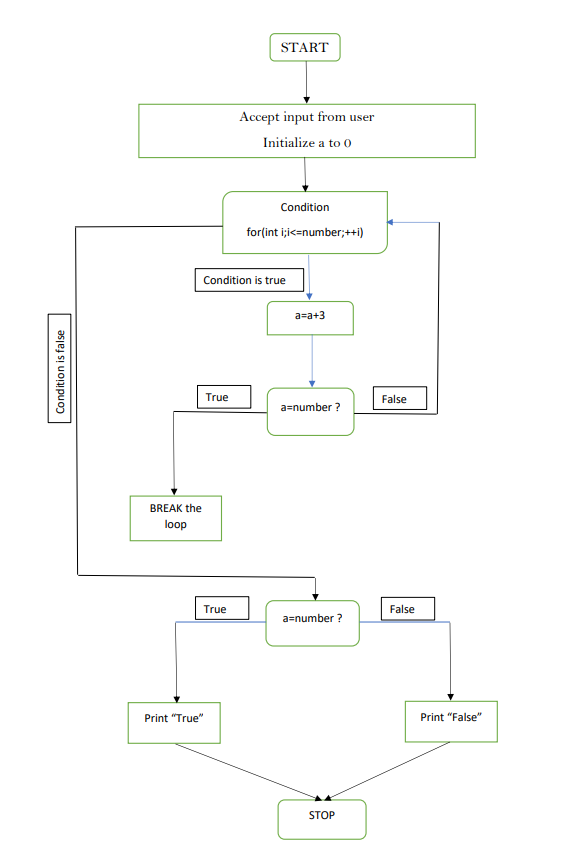 START
Accept input from user
Initialize a to 0
Condition
for(int i;i<=number;++i)
Condition is true
a=a+3
Condition is false
True
a=number ?
False
BREAK the
loop
True
a=number ?
False
Print “True”
Print “False”
STOP